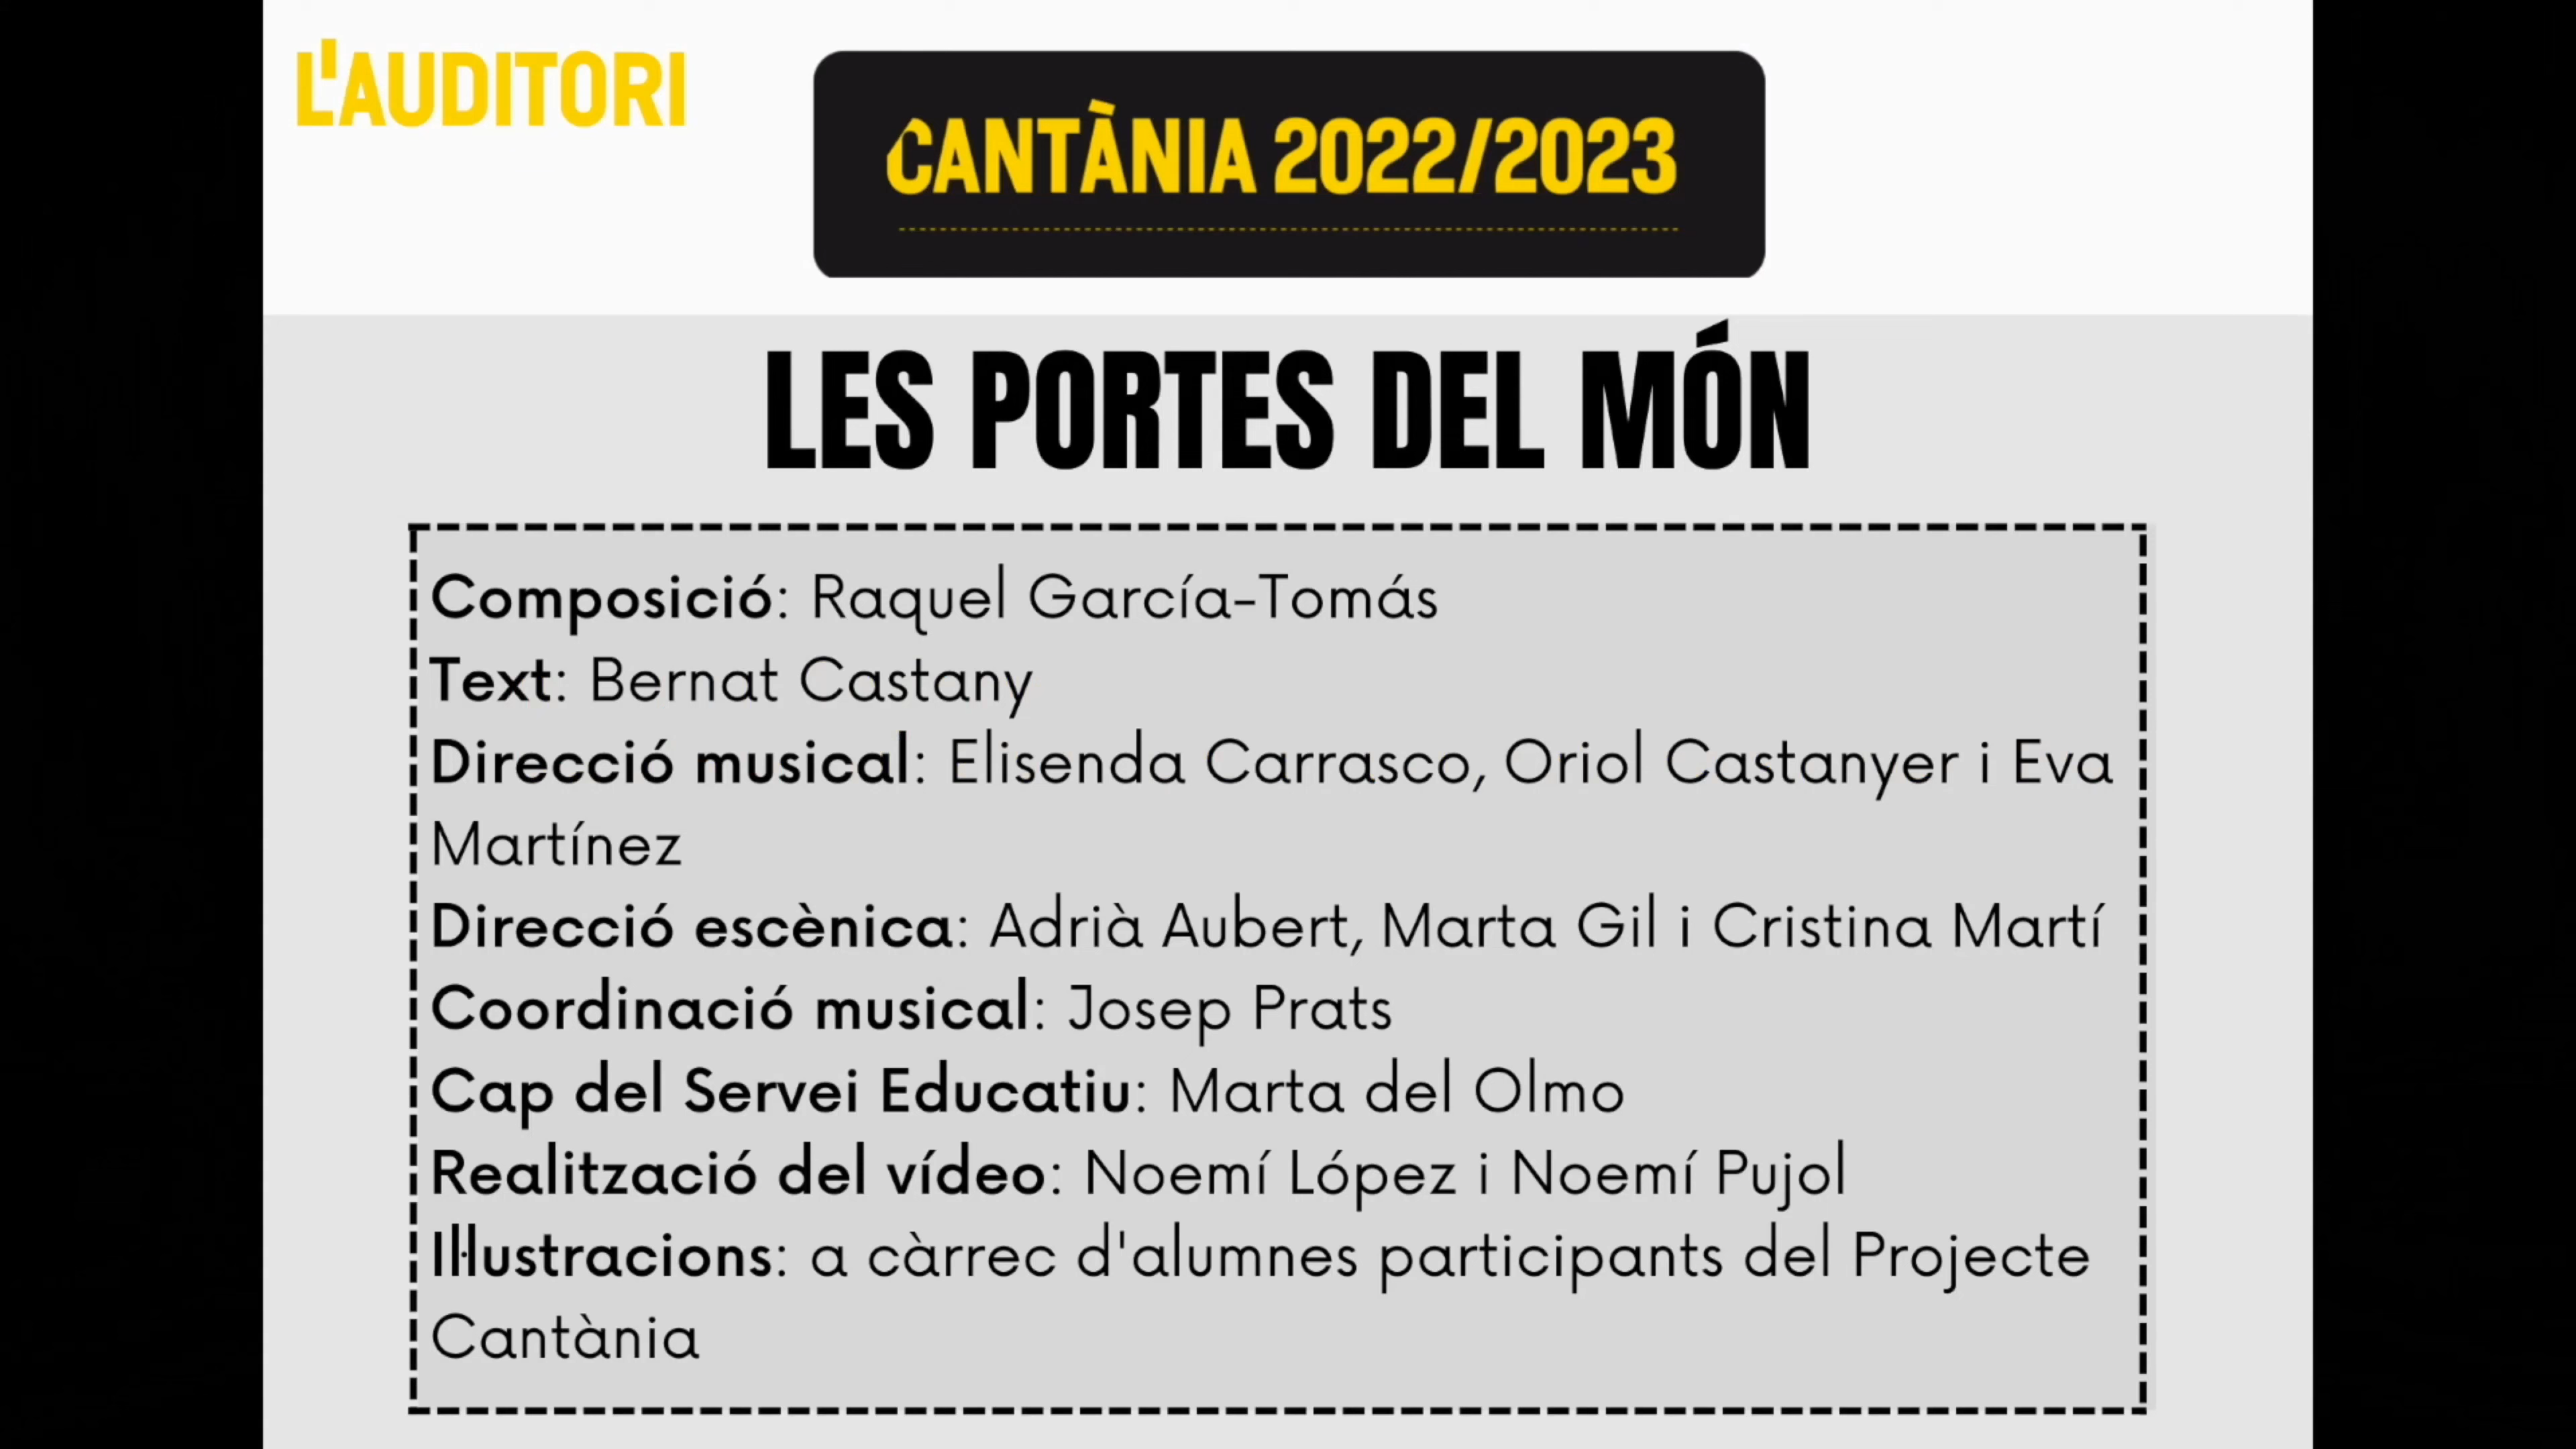 L'AUDITORI
CANTÀNIA 2022/2023
LES PORTES DEL MÓN
Composició: Raquel García-Tomás
Text: Bernat Castany
Direcció musical: Elisenda Carrasco, Oriol Castanyer i Eva
Martínez
Direcció escènica: Adrià Aubert, Marta Gil i Cristina Martí
Coordinació musical: Josep Prats
Cap del Servei Educatiu: Marta del Olmo
Realització del vídeo: Noemí López i Noemí Pujol
Il·lustracions: a càrrec d'alumnes participants del Projecte
Cantània